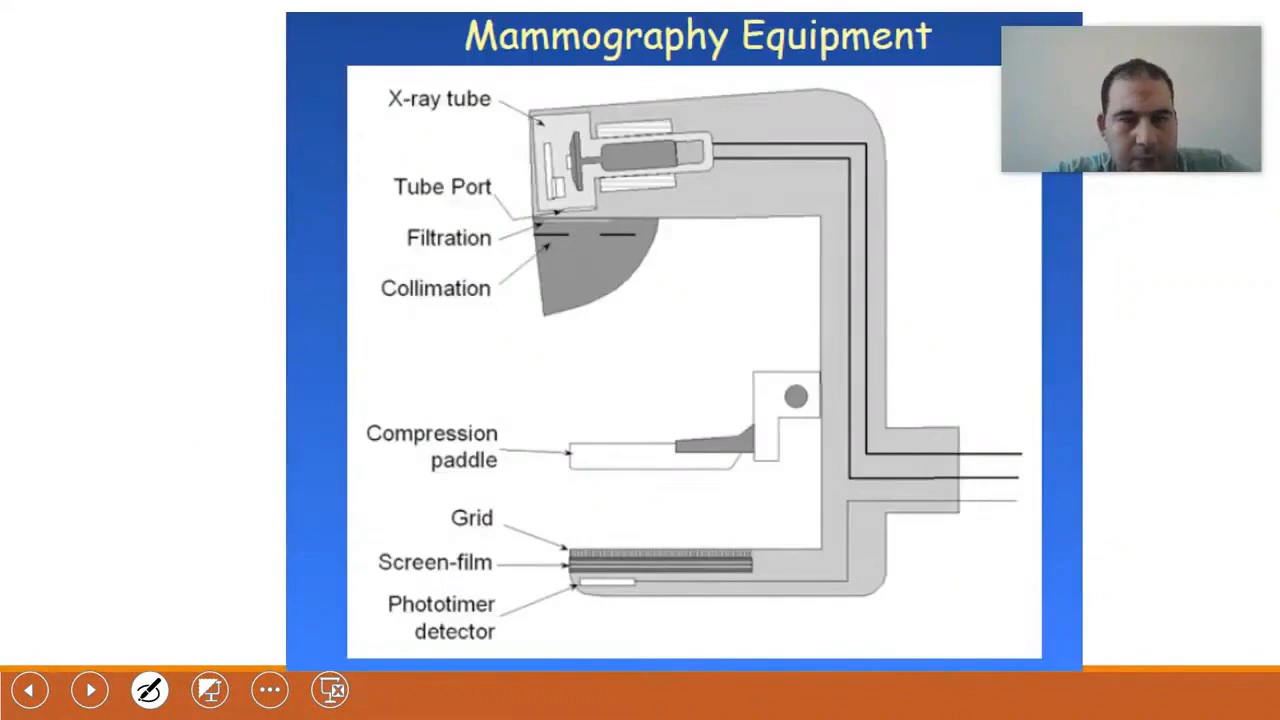 Mammography Equipment
X-ray tube
Tube Port
Filtration
Collimation
Compression
paddle
Grid
Screen-film
Phototimer
detector